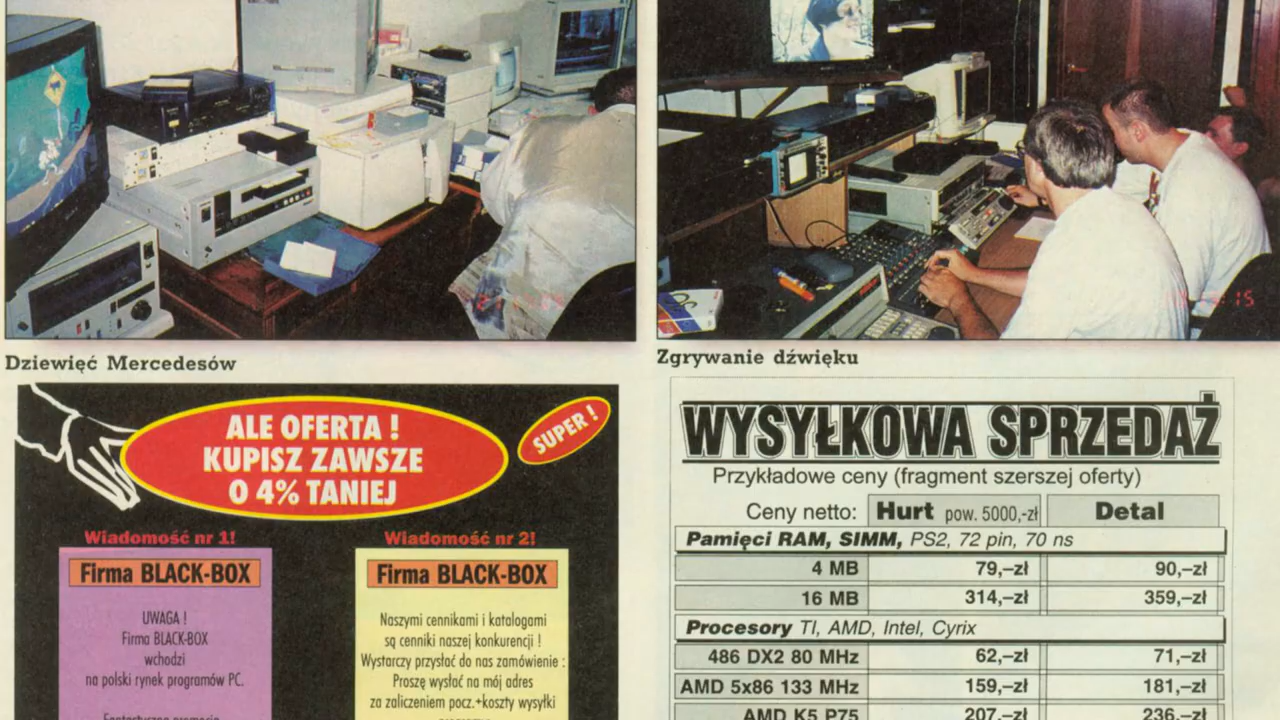 Dziewięć Mercedesów
Zgrywanie dźwięku
ALE OFERTA !
KUPISZ ZAWSZE
O 4% TANIEJ
SUPER !
Wiadomość nr 1!
Firma BLACK-BOX
UWAGA !
Firma BLACK-BOX
wchodzi
na polski rynek programów PC.
Fantastyczne promocje
Wiadomość nr 2!
Firma BLACK-BOX
Naszymi cennikami i katalogami
są cenniki naszej konkurencji !
Wystarczy przysłać do nas zamówienie :
Proszę wysłać na mój adres
za zaliczeniem pocz.+koszty wysyłki
WYSYŁKOWA SPRZEDAŻ
Przykładowe ceny (fragment szerszej oferty)
Ceny netto: Hurt pow. 5000,-zł Detal
Pamięci RAM, SIMM, PS2, 72 pin, 70 ns
4 MB 79,–zł 90,–zł
16 MB 314,–zł 359,–zł
Procesory TI, AMD, Intel, Cyrix
486 DX2 80 MHz 62,–zł 71,–zł
AMD 5x86 133 MHz 159,–zł 181,–zł
AMD K5 P75 207,–zł 236,–zł